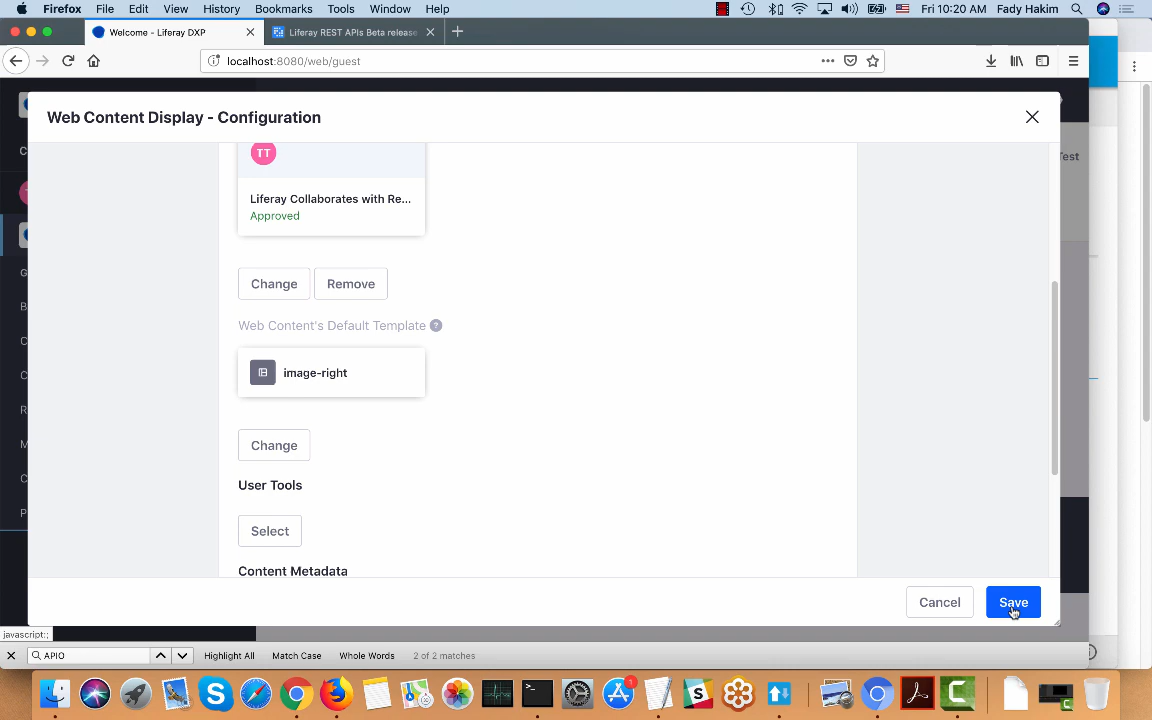 Firefox File Edit View History Bookmarks Tools Window Help Fri 10:20 AM Fady Hakim
Welcome - Liferay DXP Liferay REST APIs Beta release
localhost:8080/web/guest
Web Content Display - Configuration
TT
Test
Liferay Collaborates with Re...
Approved
Change Remove
Web Content's Default Template ?
image-right
Change
User Tools
Select
Content Metadata
Cancel Save
javascript:;
APIO Highlight All Match Case Whole Words 2 of 2 matches
1